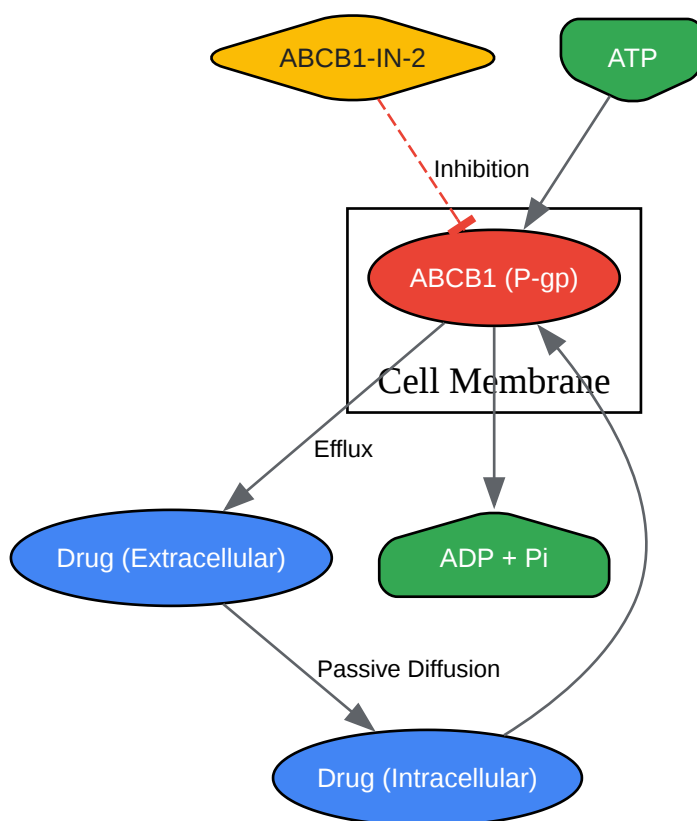 ABCB1-IN-2
ATP
Inhibition
ABCB1 (P-gp)
Cell Membrane
Efflux
Drug (Extracellular)
ADP + Pi
Passive Diffusion
Drug (Intracellular)